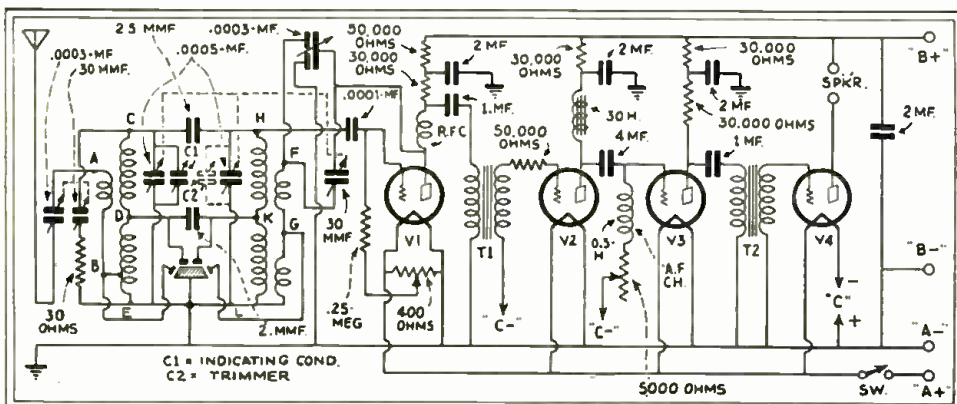 25 MMF
.0003-MF.
50,000 OHMS
30,000 OHMS
2 MF.
30,000 OHMS
2 MF.
30,000 OHMS
"B+"
.0003-MF.
.0005-MF.
30 MMF.
.0001-MF.
1 MF.
2 MF
SPKR.
C
H
R.F.C.
50,000 OHMS
30 H.
4 MF.
30,000 OHMS
1 MF.
2 MF.
A
C1
F
D
C2
K
30 MMF
V1
T1
V2
0.3-H
A.F. CH.
V3
T2
V4
B
G
E
L
"B-"
30 OHMS
2. MMF.
.25-MEG
400 OHMS
"C-"
"C-"
-
"C"
+
"A-"
C1 = INDICATING COND.
C2 = TRIMMER
5000 OHMS
SW.
"A+"